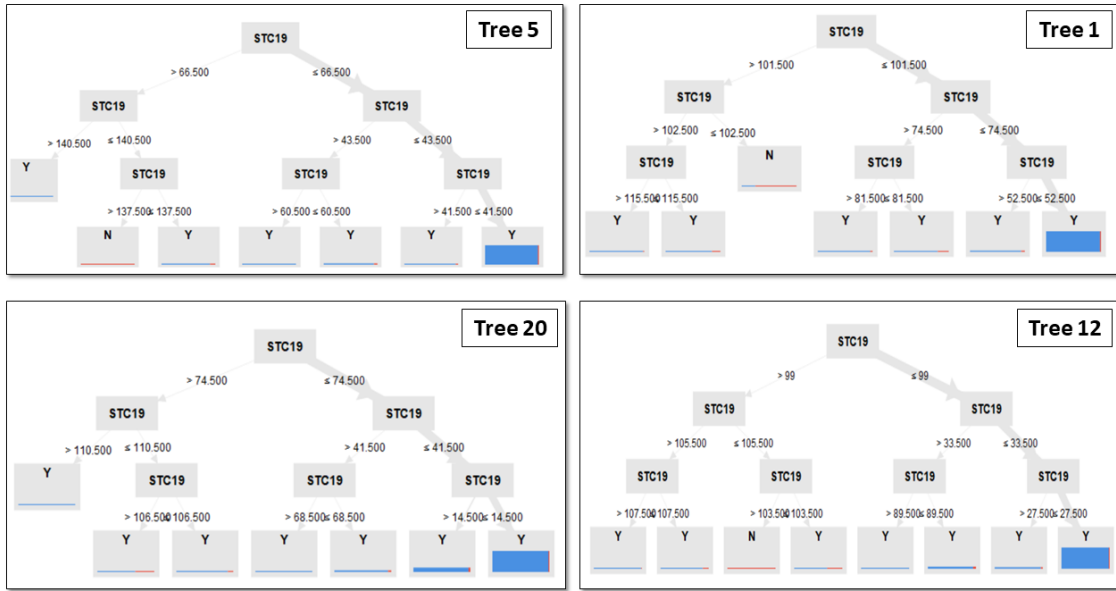 Tree 5
STC19
> 66.500 ≤ 66.500
STC19 STC19
> 140.500 ≤ 140.500 > 43.500 ≤ 43.500
Y STC19 STC19 STC19
> 137.500 ≤ 137.500 > 60.500 ≤ 60.500 > 41.500 ≤ 41.500
N Y Y Y Y Y
Tree 1
STC19
> 101.500 ≤ 101.500
STC19 STC19
> 102.500 ≤ 102.500 > 74.500 ≤ 74.500
STC19 N STC19 STC19
> 115.500 115.500 > 81.500 ≤ 81.500 > 52.500 ≤ 52.500
Y Y Y Y Y Y
Tree 20
STC19
> 74.500 ≤ 74.500
STC19 STC19
> 110.500 ≤ 110.500 > 41.500 ≤ 41.500
Y STC19 STC19 STC19
> 106.500 106.500 > 68.500 ≤ 68.500 > 14.500 ≤ 14.500
Y Y Y Y Y Y
Tree 12
STC19
> 99 ≤ 99
STC19 STC19
> 105.500 ≤ 105.500 > 33.500 ≤ 33.500
STC19 STC19 STC19 STC19
> 107.500 107.500 > 103.500 103.500 > 89.500 ≤ 89.500 > 27.500 ≤ 27.500
Y Y N Y Y Y Y Y